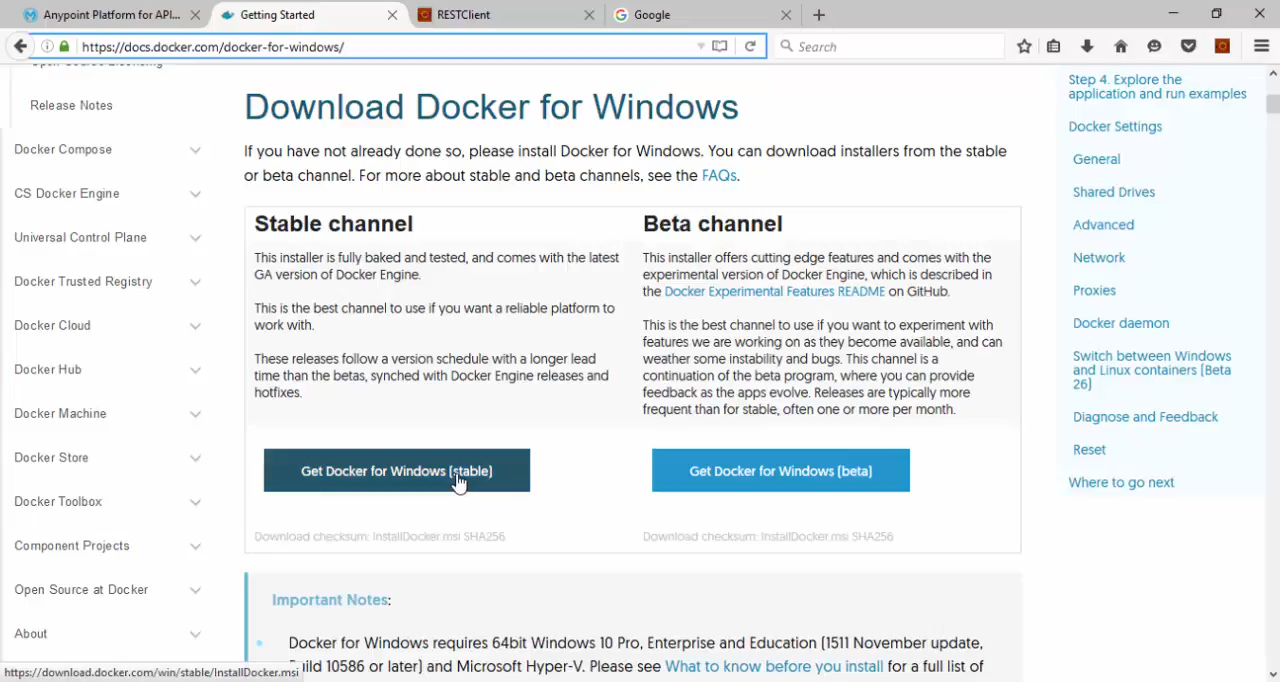 Anypoint Platform for API...
Getting Started
RESTClient
Google
https://docs.docker.com/docker-for-windows/
Search
Open Source Licensing
Release Notes
Docker Compose
CS Docker Engine
Universal Control Plane
Docker Trusted Registry
Docker Cloud
Docker Hub
Docker Machine
Docker Store
Docker Toolbox
Component Projects
Open Source at Docker
About
Download Docker for Windows
If you have not already done so, please install Docker for Windows. You can download installers from the stable
or beta channel. For more about stable and beta channels, see the FAQs.
Stable channel
This installer is fully baked and tested, and comes with the latest
GA version of Docker Engine.
This is the best channel to use if you want a reliable platform to
work with.
These releases follow a version schedule with a longer lead
time than the betas, synched with Docker Engine releases and
hotfixes.
Get Docker for Windows (stable)
Download checksum: InstallDocker.msi SHA256
Beta channel
This installer offers cutting edge features and comes with the
experimental version of Docker Engine, which is described in
the Docker Experimental Features README on GitHub.
This is the best channel to use if you want to experiment with
features we are working on as they become available, and can
weather some instability and bugs. This channel is a
continuation of the beta program, where you can provide
feedback as the apps evolve. Releases are typically more
frequent than for stable, often one or more per month.
Get Docker for Windows (beta)
Download checksum: InstallDocker.msi SHA256
Important Notes:
Docker for Windows requires 64bit Windows 10 Pro, Enterprise and Education (1511 November update,
Build 10586 or later) and Microsoft Hyper-V. Please see What to know before you install for a full list of
Step 4. Explore the
application and run examples
Docker Settings
General
Shared Drives
Advanced
Network
Proxies
Docker daemon
Switch between Windows
and Linux containers (Beta
26)
Diagnose and Feedback
Reset
Where to go next
https://download.docker.com/win/stable/InstallDocker.msi